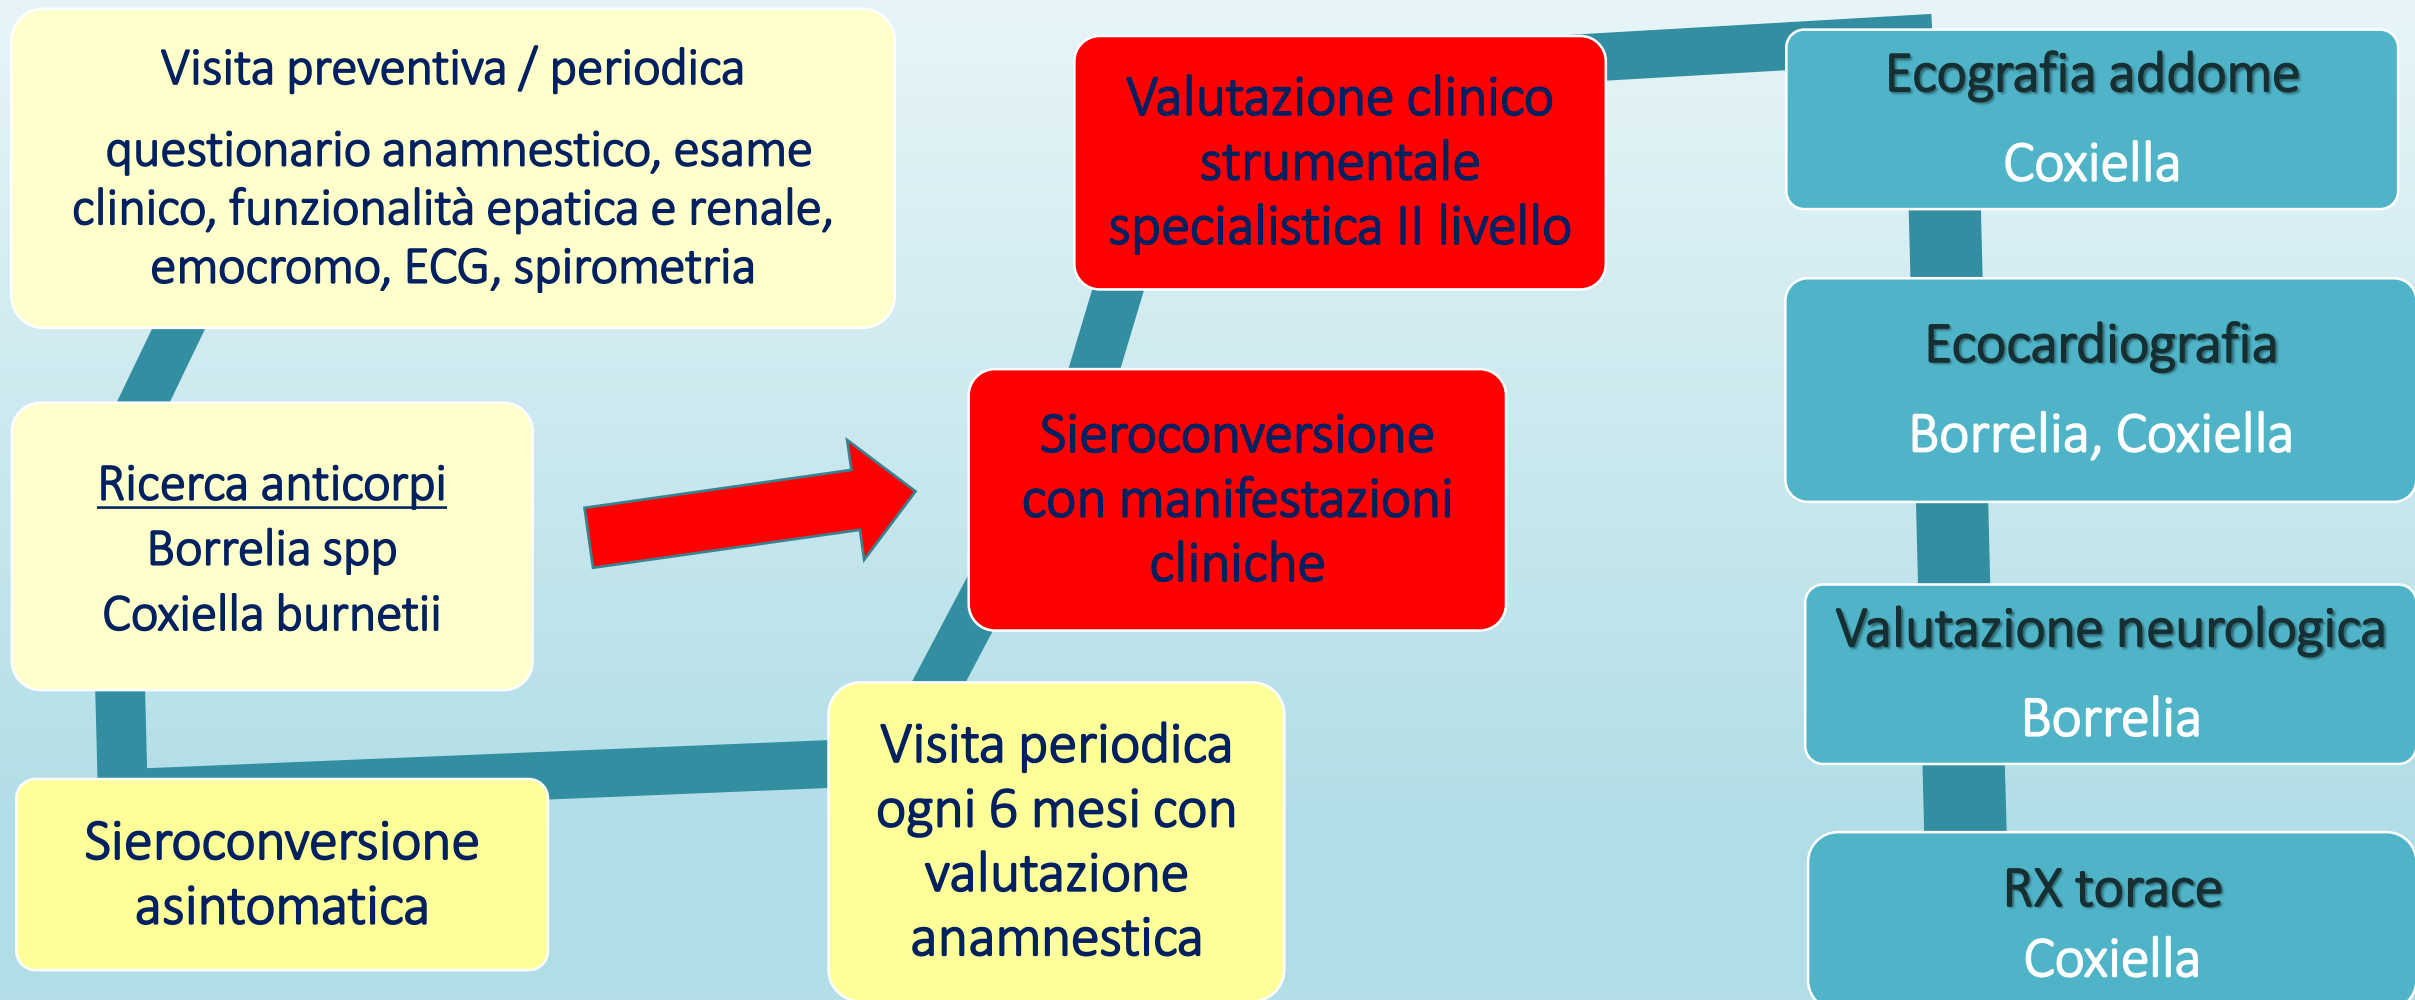 Visita preventiva / periodica
questionario anamnestico, esame
clinico, funzionalità epatica e renale,
emocromo, ECG, spirometria
Ricerca anticorpi
Borrelia spp
Coxiella burnetii
Sieroconversione
asintomatica
Visita periodica
ogni 6 mesi con
valutazione
anamnestica
Sieroconversione
con manifestazioni
cliniche
Valutazione clinico
strumentale
specialistica II livello
Ecografia addome
Coxiella
Ecocardiografia
Borrelia, Coxiella
Valutazione neurologica
Borrelia
RX torace
Coxiella